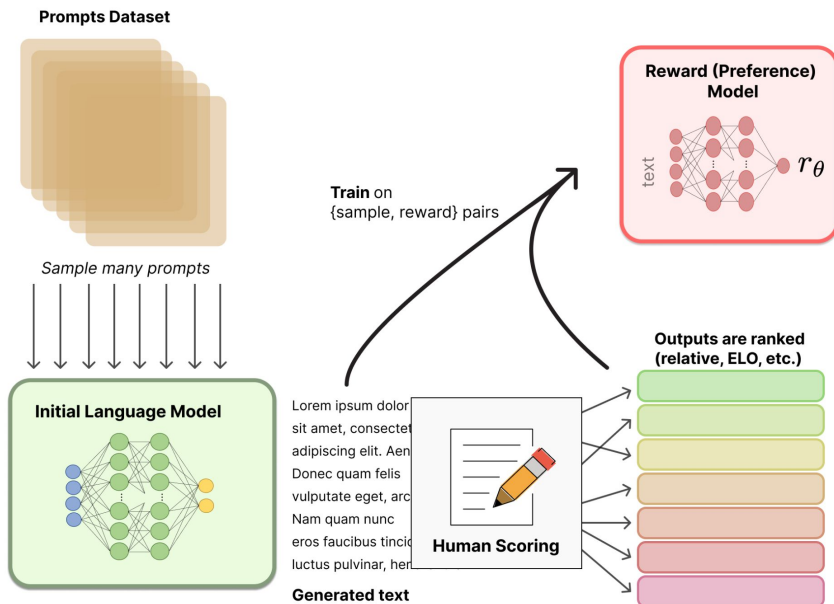 Prompts Dataset
Sample many prompts
Initial Language Model
Train on
{sample, reward} pairs
Reward (Preference)
Model
text
r_θ
Outputs are ranked
(relative, ELO, etc.)
Lorem ipsum dolor
sit amet, consectet
adipiscing elit. Aen
Donec quam felis
vulputate eget, arc
Nam quam nunc
eros faucibus tincid
luctus pulvinar, her
Generated text
Human Scoring